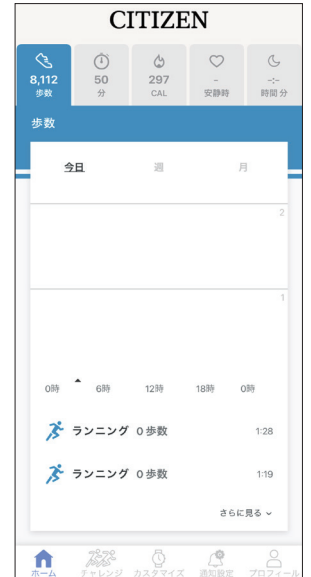 CITIZEN
8,112 50 297 - -:-
歩数 分 CAL 安静時 時間 分
歩数
今日 週 月
2
1
0時 6時 12時 18時 0時
ランニング 0 歩数 1:28
ランニング 0 歩数 1:19
さらに見る
ホーム チャレンジ カスタマイズ 通知設定 プロフィール